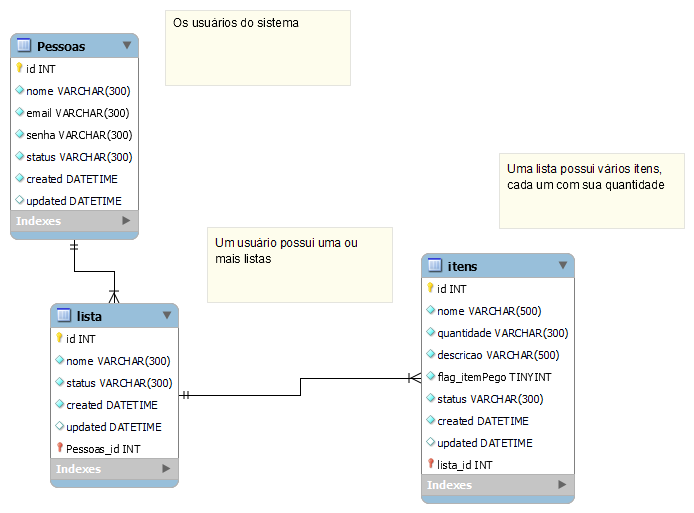 Os usuários do sistema
Pessoas
id INT
nome VARCHAR(300)
email VARCHAR(300)
senha VARCHAR(300)
status VARCHAR(300)
created DATETIME
updated DATETIME
Indexes
Uma lista possui vários itens,
cada um com sua quantidade
Um usuário possui uma ou
mais listas
lista
id INT
nome VARCHAR(300)
status VARCHAR(300)
created DATETIME
updated DATETIME
Pessoas_id INT
Indexes
itens
id INT
nome VARCHAR(500)
quantidade VARCHAR(300)
descricao VARCHAR(500)
flag_itemPego TINYINT
status VARCHAR(300)
created DATETIME
updated DATETIME
lista_id INT
Indexes